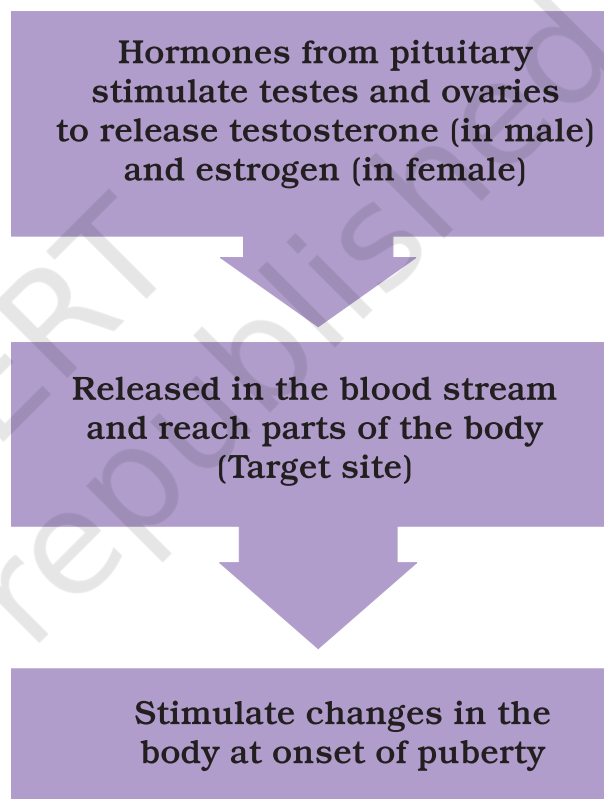 Hormones from pituitary
stimulate testes and ovaries
to release testosterone (in male)
and estrogen (in female)
Released in the blood stream
and reach parts of the body
(Target site)
Stimulate changes in the
body at onset of puberty
republished